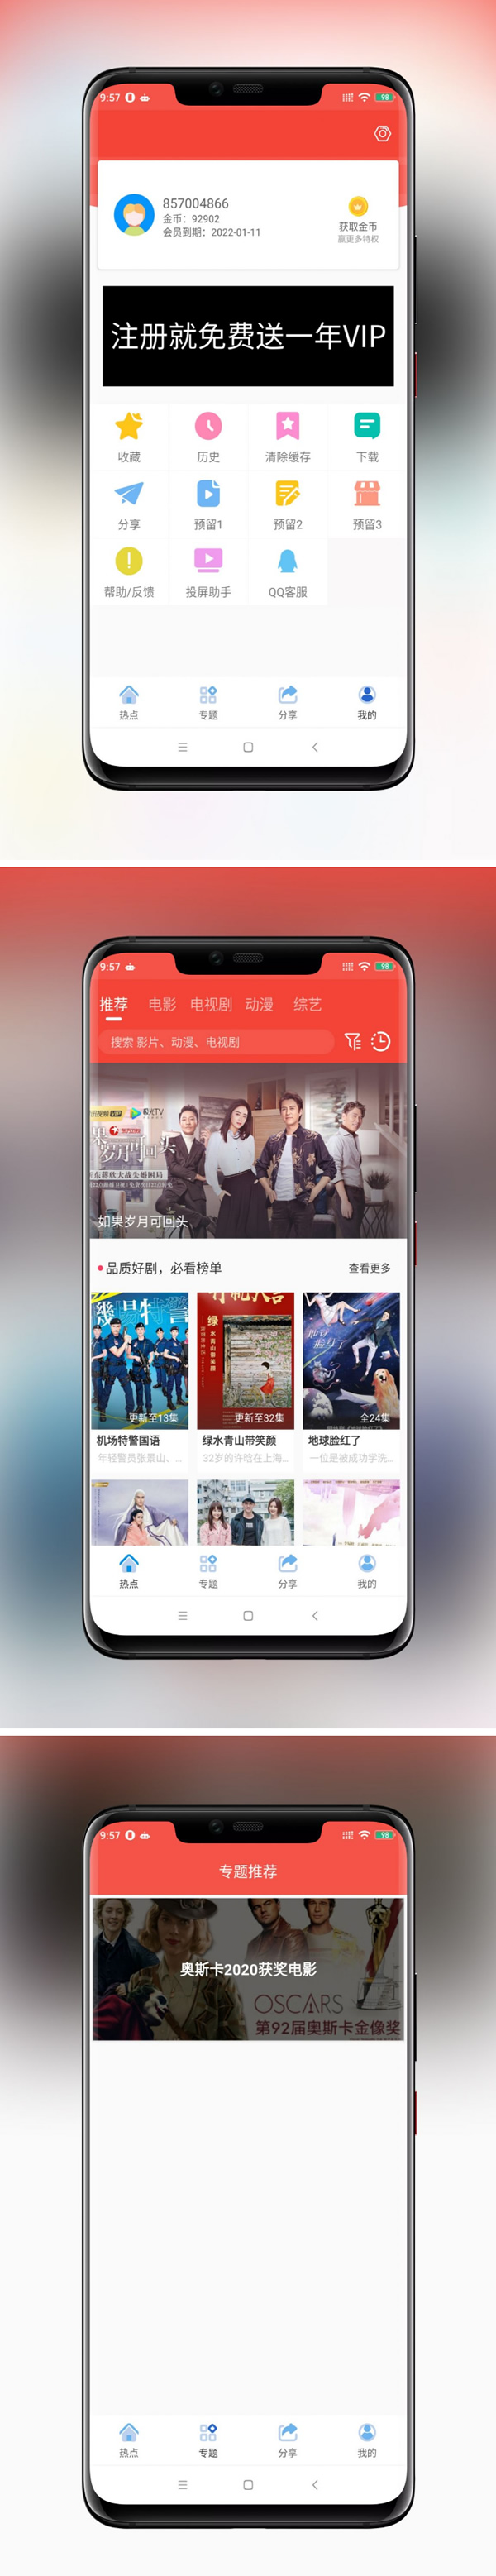 9:57
98
857004866
金币：92902
会员到期：2022-01-11
获取金币
赢更多特权
注册就免费送一年VIP
收藏
历史
清除缓存
下载
分享
预留1
预留2
预留3
帮助/反馈
投屏助手
QQ客服
热点
专题
分享
我的
9:57
98
推荐
电影
电视剧
动漫
综艺
搜索 影片、动漫、电视剧
极光TV
如果岁月可回头
品质好剧，必看榜单
查看更多
更新至13集
更新至32集
全24集
机场特警国语
绿水青山带笑颜
地球脸红了
年轻警员张景山、...
32岁的许晗在上海...
一位是被成功学洗...
热点
专题
分享
我的
9:57
98
专题推荐
奥斯卡2020获奖电影
OSCARS
第92届奥斯卡金像奖
热点
专题
分享
我的